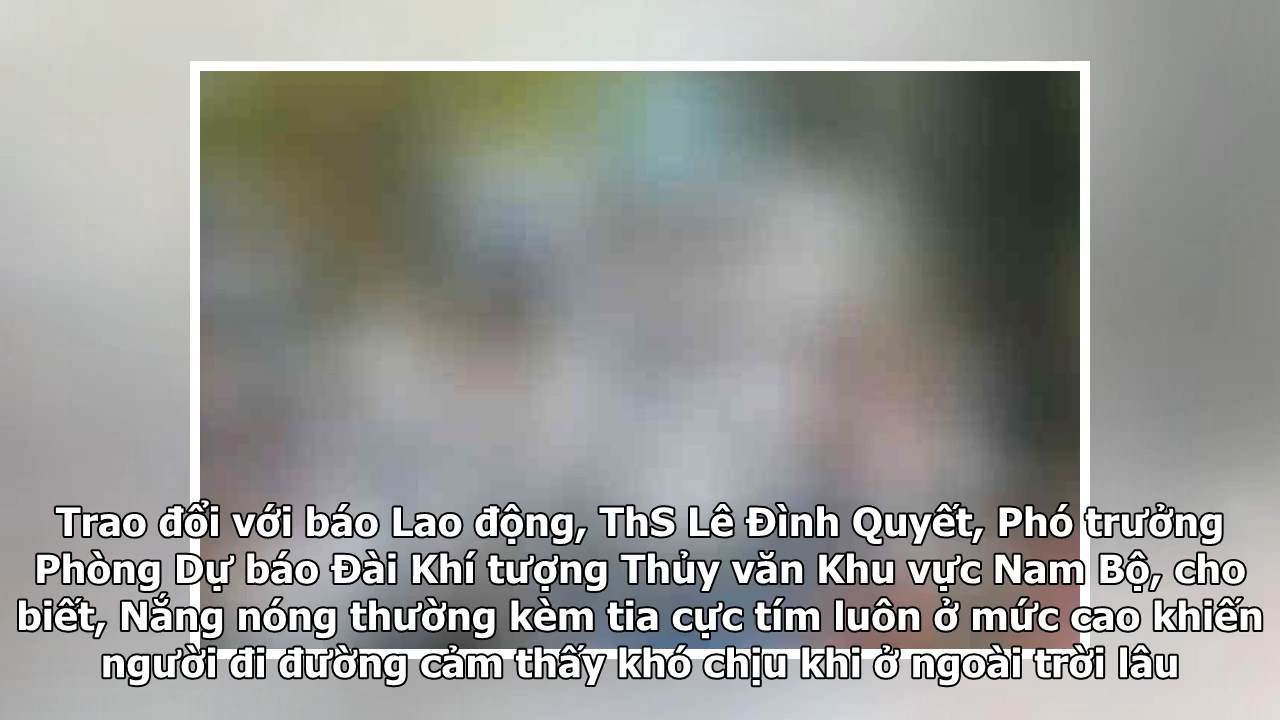 Trao đổi với báo Lao động, ThS Lê Đình Quyết, Phó trưởng
Phòng Dự báo Đài Khí tượng Thủy văn Khu vực Nam Bộ, cho
biết, Nắng nóng thường kèm tia cực tím luôn ở mức cao khiến
người đi đường cảm thấy khó chịu khi ở ngoài trời lâu